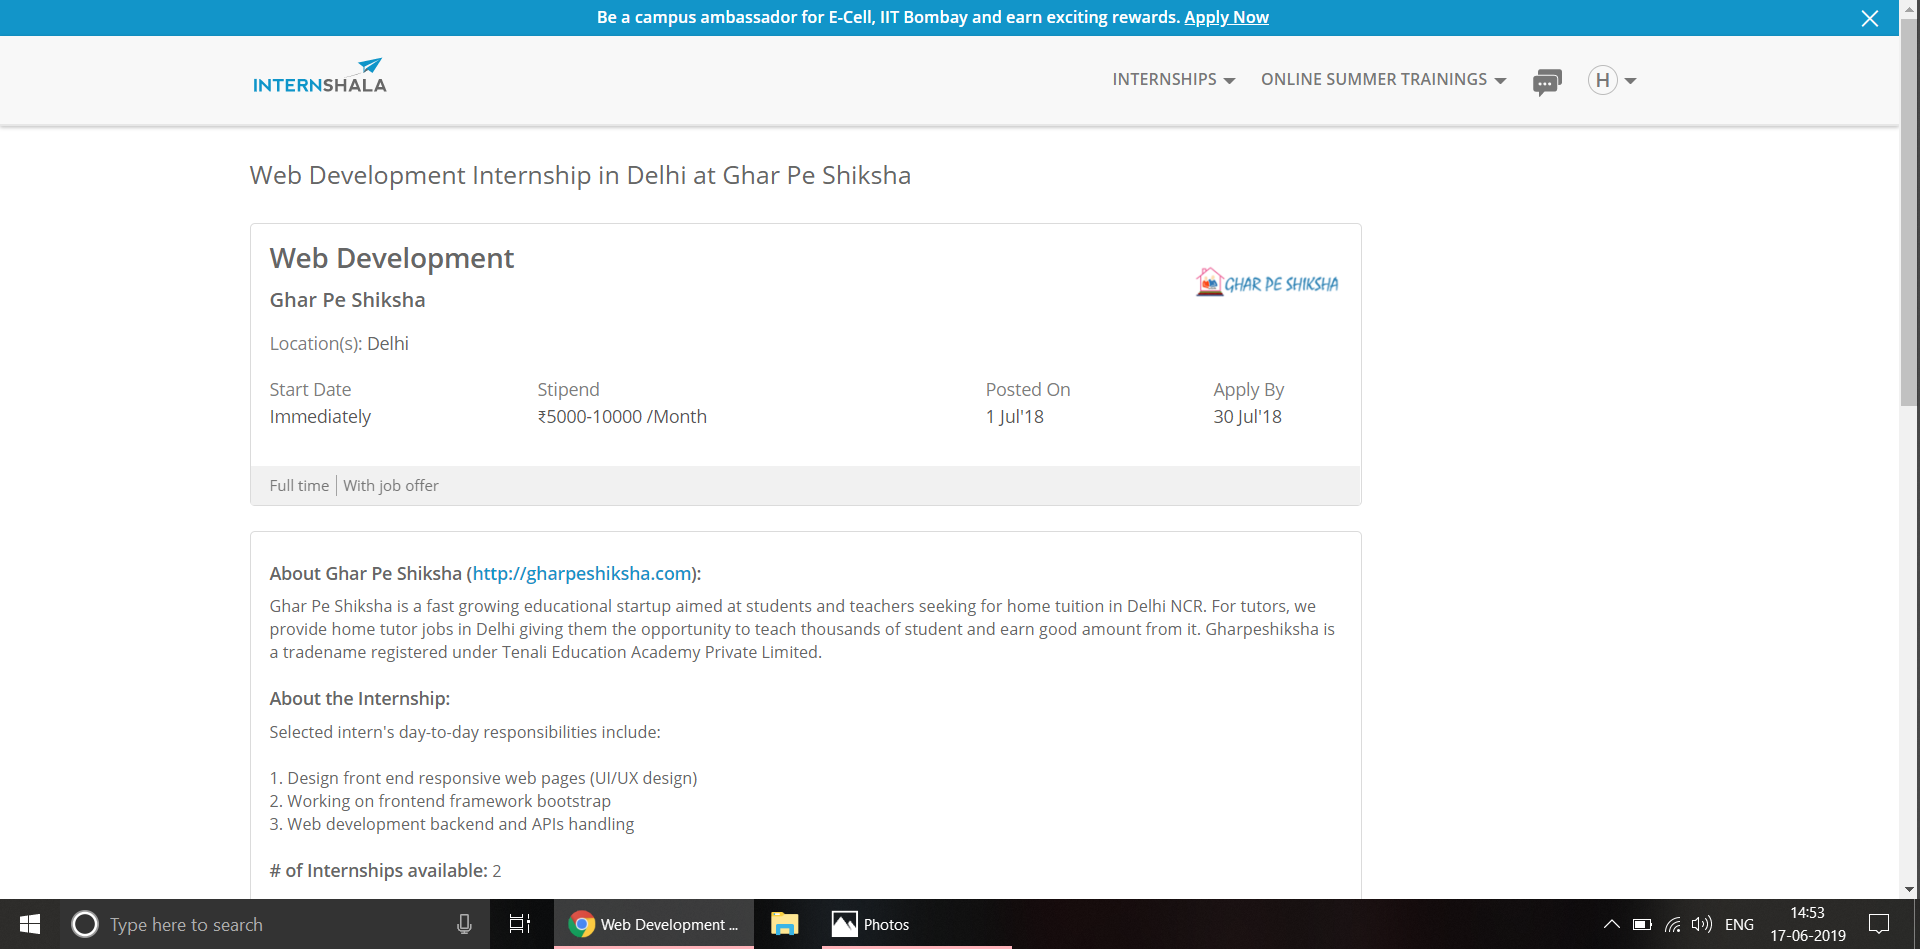 Be a campus ambassador for E-Cell, IIT Bombay and earn exciting rewards. Apply Now
INTERNSHALA
INTERNSHIPS
ONLINE SUMMER TRAININGS
H
Web Development Internship in Delhi at Ghar Pe Shiksha
Web Development
GHAR PE SHIKSHA
Ghar Pe Shiksha
Location(s): Delhi
Start Date
Stipend
Posted On
Apply By
Immediately
₹5000-10000 /Month
1 Jul'18
30 Jul'18
Full time
With job offer
About Ghar Pe Shiksha (http://gharpeshiksha.com):
Ghar Pe Shiksha is a fast growing educational startup aimed at students and teachers seeking for home tuition in Delhi NCR. For tutors, we
provide home tutor jobs in Delhi giving them the opportunity to teach thousands of student and earn good amount from it. Gharpeshiksha is
a tradename registered under Tenali Education Academy Private Limited.
About the Internship:
Selected intern's day-to-day responsibilities include:
1. Design front end responsive web pages (UI/UX design)
2. Working on frontend framework bootstrap
3. Web development backend and APIs handling
# of Internships available: 2
Type here to search
Web Development ...
Photos
ENG
14:53
17-06-2019